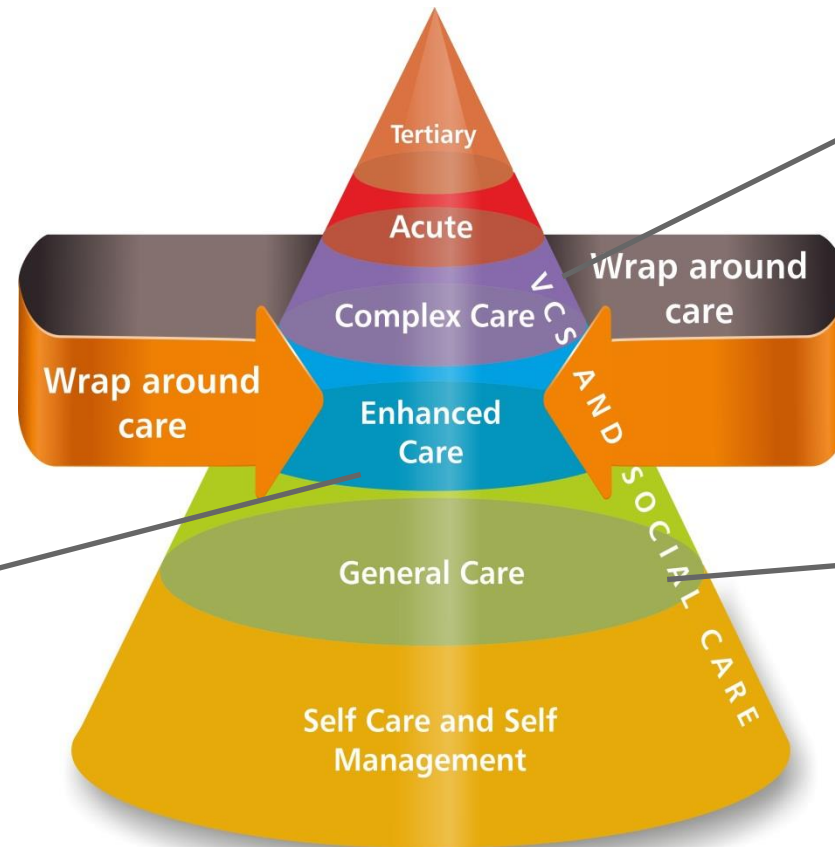 Tertiary
Acute
Complex Care
Wrap around
care
Wrap around
care
Enhanced
Care
General Care
Self Care and Self
Management
VCS AND SOCIAL CARE